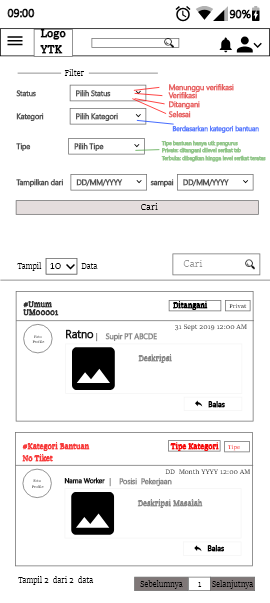 09:00
90%
Logo
YTK
Filter
Status
Pilih Status
Menunggu verifikasi
Verifikasi
Ditangani
Selesai
Kategori
Pilih Kategori
Berdasarkan kategori bantuan
Tipe
Pilih Tipe
Tipe bantuan hanya utk pengurus
Private: ditangani dilevel serikat tsb
Terbuka: dibagikan hingga level serikat teratas
Tampilkan dari
DD/MM/YYYY
sampai
DD/MM/YYYY
Cari
Tampil
10
Data
Cari
#Umum
UM00001
Ditangani
Privat
31 Sept 2019 12:00 AM
Foto
Profile
Ratno | Supir PT ABCDE
Deskripsi
Balas
#Kategori Bantuan
No Tiket
Tipe Kategori
Tipe
DD Month YYYY 12:00 AM
Foto
Profile
Nama Worker | Posisi Pekerjaan
Deskripsi Masalah
Balas
Tampil 2 dari 2 data
Sebelumnya
1
Selanjutnya